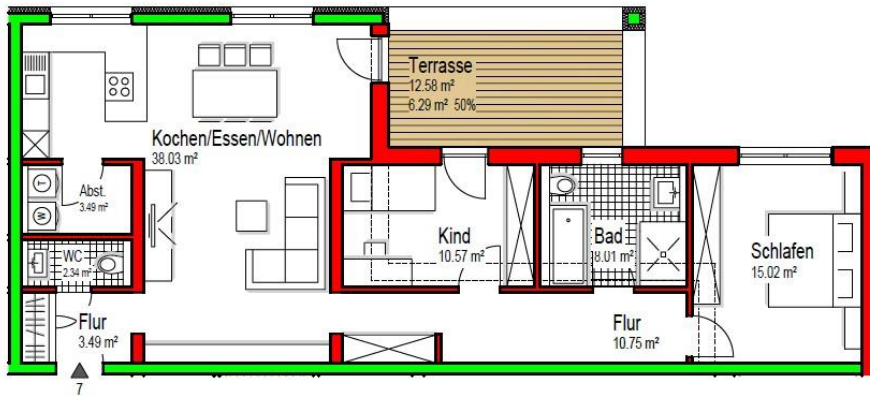 Terrasse
12.58 m²
6.29 m² 50%
Kochen/Essen/Wohnen
38.03 m²
Abst.
3.49 m²
T
W
WC
2.34 m²
Kind
10.57 m²
Bad
8.01 m²
Schlafen
15.02 m²
Flur
3.49 m²
Flur
10.75 m²
7